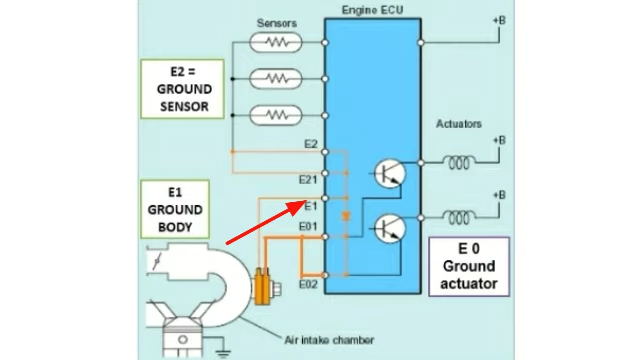 Engine ECU
Sensors
+B
E2 =
GROUND
SENSOR
Actuators
E2
+B
E21
E1
GROUND
BODY
E1
+B
E01
E 0
Ground
actuator
E02
Air intake chamber